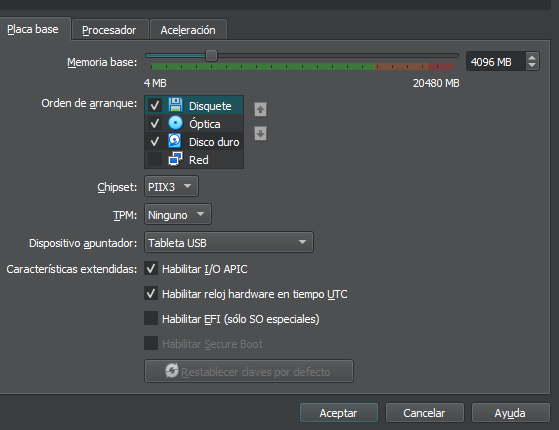 Placa base Procesador Aceleración
Memoria base: 4096 MB
4 MB 20480 MB
Orden de arranque: Disquete
Óptica
Disco duro
Red
Chipset: PIIX3
TPM: Ninguno
Dispositivo apuntador: Tableta USB
Características extendidas: Habilitar I/O APIC
Habilitar reloj hardware en tiempo UTC
Habilitar EFI (sólo SO especiales)
Habilitar Secure Boot
Restablecer claves por defecto
Aceptar Cancelar Ayuda